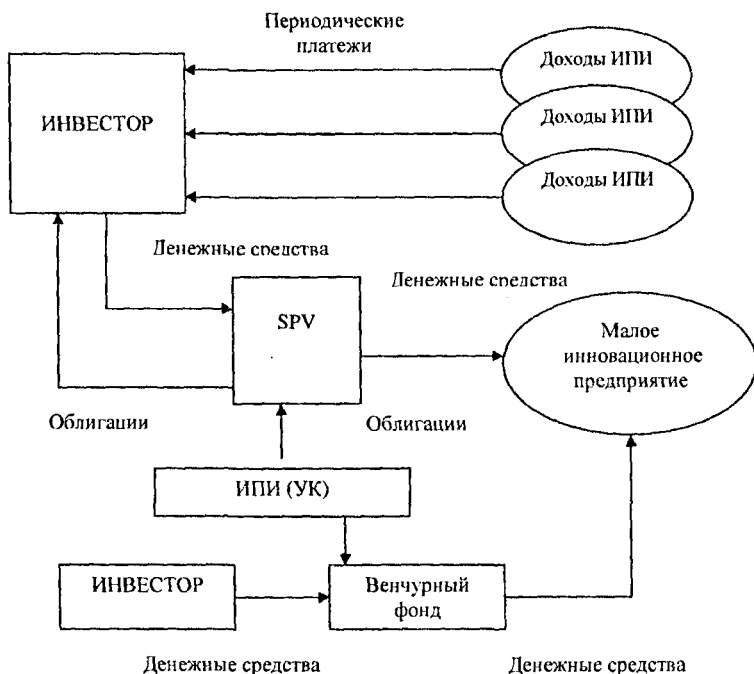 Периодические
платежи
Доходы ИПИ
ИНВЕСТОР
Доходы ИПИ
Доходы ИПИ
Денежные средства
Денежные средства
SPV
Малое
инновационное
предприятие
Облигации
Облигации
ИПИ (УК)
ИНВЕСТОР
Венчурный
фонд
Денежные средства
Денежные средства